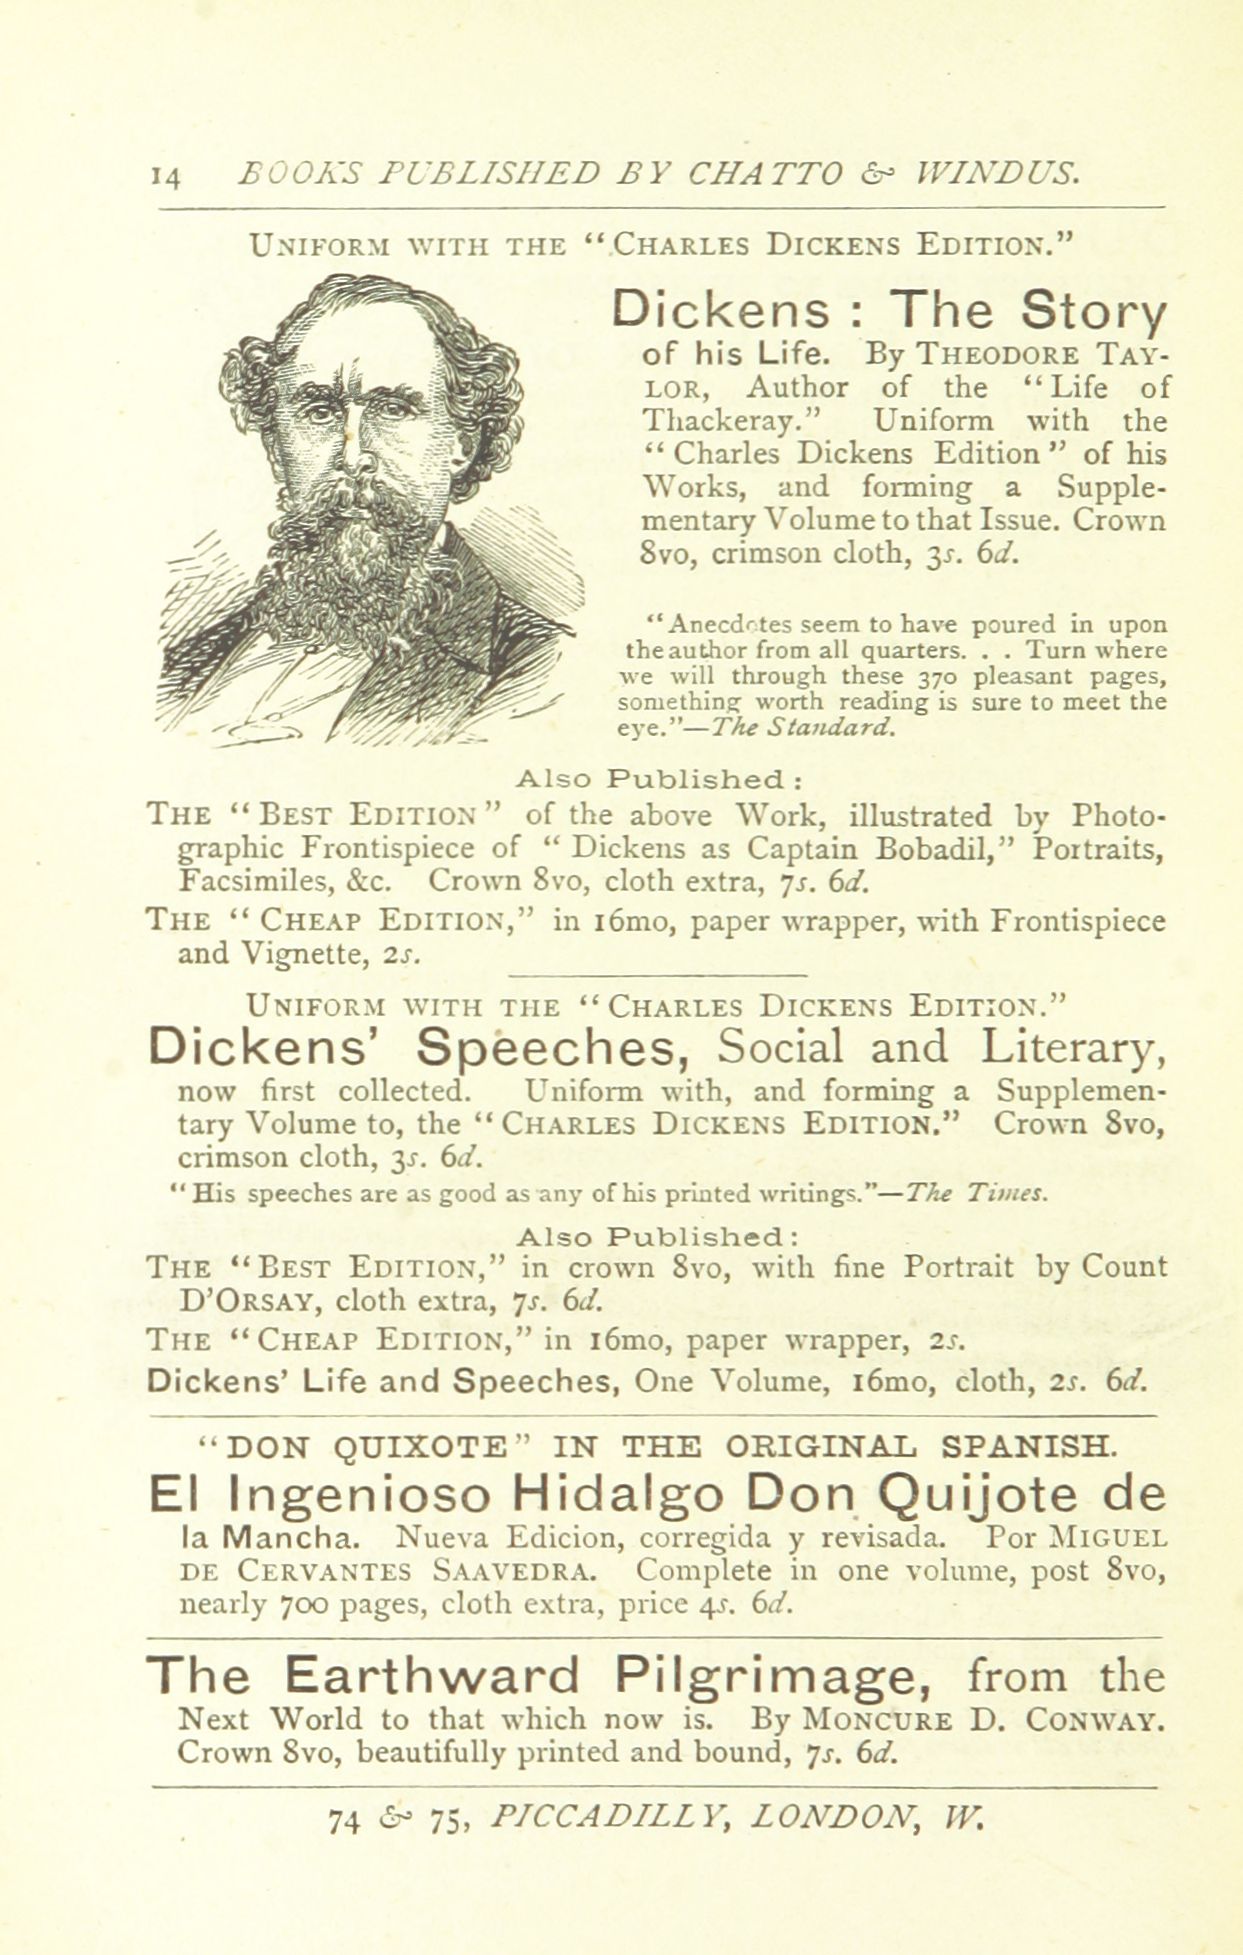 14 BOOKS PUBLISHED BY CHATTO & WINDUS.
UNIFORM WITH THE “CHARLES DICKENS EDITION.”
Dickens : The Story
of his Life. By THEODORE TAY-
LOR, Author of the “Life of
Thackeray.” Uniform with the
“Charles Dickens Edition” of his
Works, and forming a Supple-
mentary Volume to that Issue. Crown
8vo, crimson cloth, 3s. 6d.
“Anecdotes seem to have poured in upon
the author from all quarters. . . Turn where
we will through these 370 pleasant pages,
something worth reading is sure to meet the
eye.”—The Standard.
Also Published :
THE “BEST EDITION” of the above Work, illustrated by Photo-
graphic Frontispiece of “Dickens as Captain Bobadil,” Portraits,
Facsimiles, &c. Crown 8vo, cloth extra, 7s. 6d.
THE “CHEAP EDITION,” in 16mo, paper wrapper, with Frontispiece
and Vignette, 2s.
UNIFORM WITH THE “CHARLES DICKENS EDITION.”
Dickens’ Speeches, Social and Literary,
now first collected. Uniform with, and forming a Supplemen-
tary Volume to, the “CHARLES DICKENS EDITION.” Crown 8vo,
crimson cloth, 3s. 6d.
“His speeches are as good as any of his printed writings.”—The Times.
Also Published :
THE “BEST EDITION,” in crown 8vo, with fine Portrait by Count
D’ORSAY, cloth extra, 7s. 6d.
THE “CHEAP EDITION,” in 16mo, paper wrapper, 2s.
Dickens’ Life and Speeches, One Volume, 16mo, cloth, 2s. 6d.
“DON QUIXOTE” IN THE ORIGINAL SPANISH.
El Ingenioso Hidalgo Don Quijote de
la Mancha. Nueva Edicion, corregida y revisada. Por MIGUEL
DE CERVANTES SAAVEDRA. Complete in one volume, post 8vo,
nearly 700 pages, cloth extra, price 4s. 6d.
The Earthward Pilgrimage, from the
Next World to that which now is. By MONCURE D. CONWAY.
Crown 8vo, beautifully printed and bound, 7s. 6d.
74 & 75, PICCADILLY, LONDON, W.